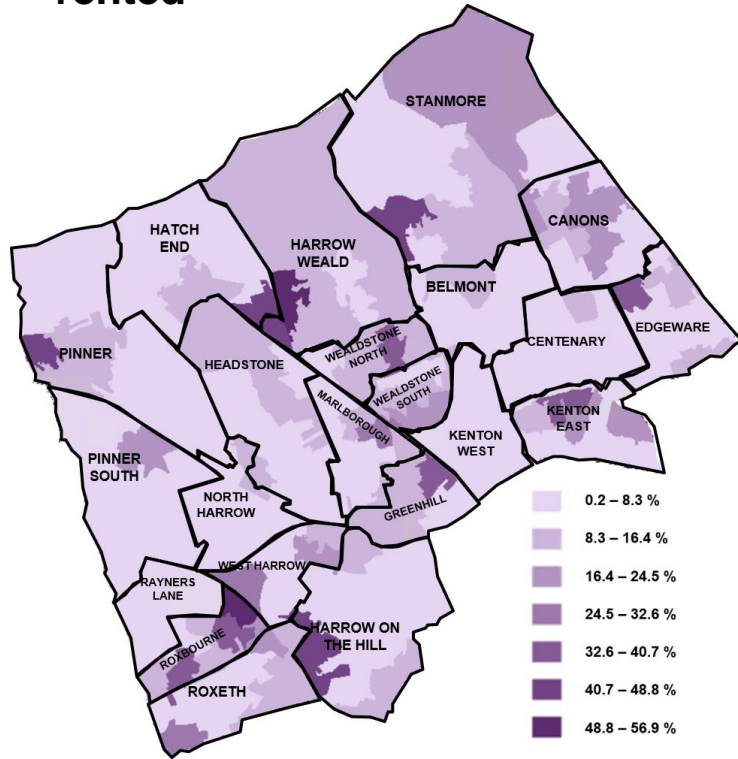 STANMORE
CANONS
HATCH
END
HARROW
WEALD
BELMONT
EDGEWARE
CENTENARY
PINNER
HEADSTONE
WEALDSTONE
NORTH
WEALDSTONE
SOUTH
MARLBOROUGH
KENTON
EAST
KENTON
WEST
PINNER
SOUTH
NORTH
HARROW
GREENHILL
WEST HARROW
RAYNERS
LANE
HARROW ON
THE HILL
ROXBOURNE
ROXETH
0.2 – 8.3 %
8.3 – 16.4 %
16.4 – 24.5 %
24.5 – 32.6 %
32.6 – 40.7 %
40.7 – 48.8 %
48.8 – 56.9 %